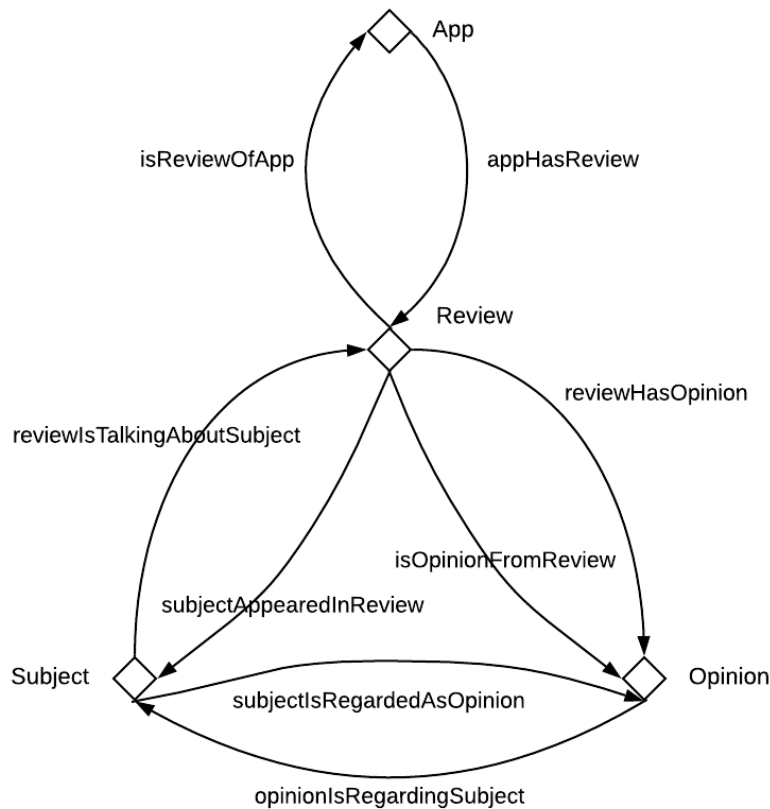 App
isReviewOfApp
appHasReview
Review
reviewHasOpinion
reviewIsTalkingAboutSubject
isOpinionFromReview
subjectAppearedInReview
Subject
Opinion
subjectIsRegardedAsOpinion
opinionIsRegardingSubject